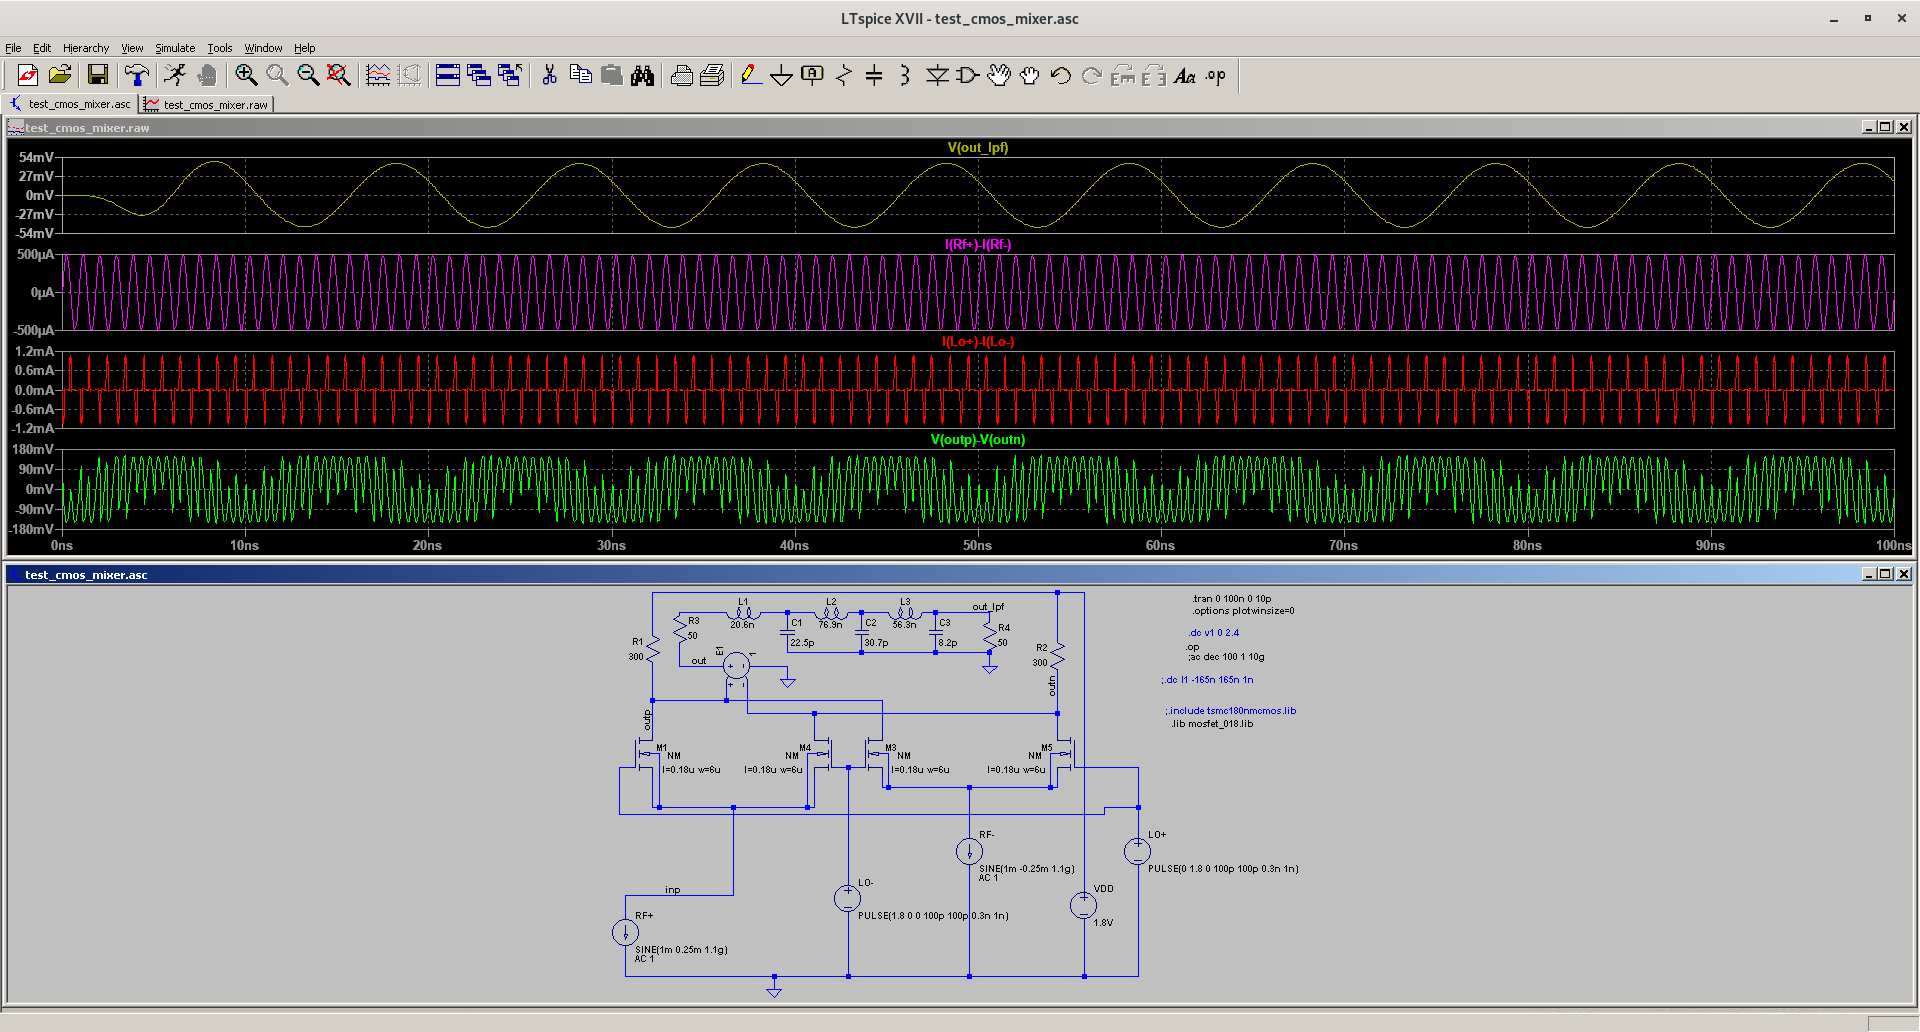 LTspice XVII - test_cmos_mixer.asc
File Edit Hierarchy View Simulate Tools Window Help
test_cmos_mixer.asc test_cmos_mixer.raw
test_cmos_mixer.raw
V(out_lpf)
54mV
27mV
0mV
-27mV
-54mV
I(Rf+)-I(Rf-)
500µA
0µA
-500µA
I(Lo+)-I(Lo-)
1.2mA
0.6mA
0.0mA
-0.6mA
-1.2mA
V(outp)-V(outn)
180mV
90mV
0mV
-90mV
-180mV
0ns 10ns 20ns 30ns 40ns 50ns 60ns 70ns 80ns 90ns 100ns
test_cmos_mixer.asc
L1 L2 L3 out_lpf
20.6n 76.9n 56.3n
R3 50
C1 22.5p
C2 30.7p
C3 8.2p
R4 50
R1 300
R2 300
E1 1
out
outp
outn
.tran 0 100n 0 10p
.options plotwinsize=0
.dc v1 0 2.4
.op
;ac dec 100 1 10g
;.dc I1 -165n 165n 1n
;.include tsmc180nmcmos.lib
.lib mosfet_018.lib
M1 NM
l=0.18u w=6u
M4 NM
l=0.18u w=6u
M3 NM
l=0.18u w=6u
M5 NM
l=0.18u w=6u
RF-
SINE(1m -0.25m 1.1g)
AC 1
LO+
PULSE(0 1.8 0 100p 100p 0.3n 1n)
LO-
PULSE(1.8 0 0 100p 100p 0.3n 1n)
VDD
1.8V
inp
RF+
SINE(1m 0.25m 1.1g)
AC 1